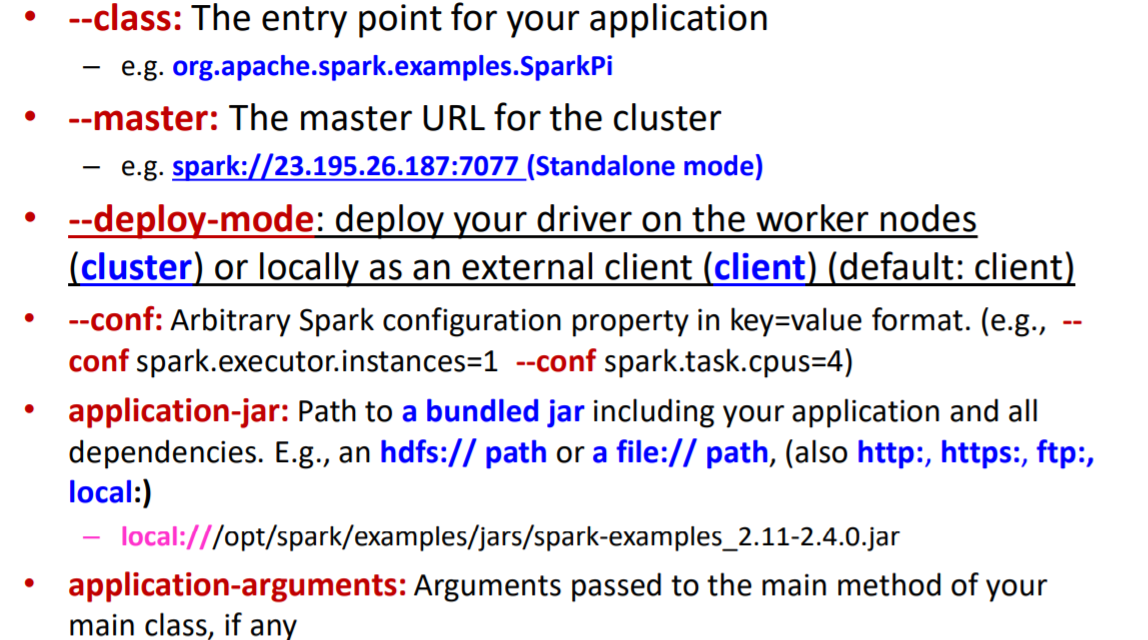 • --class: The entry point for your application
– e.g. org.apache.spark.examples.SparkPi
• --master: The master URL for the cluster
– e.g. spark://23.195.26.187:7077 (Standalone mode)
• --deploy-mode: deploy your driver on the worker nodes
(cluster) or locally as an external client (client) (default: client)
• --conf: Arbitrary Spark configuration property in key=value format. (e.g., --
conf spark.executor.instances=1 --conf spark.task.cpus=4)
• application-jar: Path to a bundled jar including your application and all
dependencies. E.g., an hdfs:// path or a file:// path, (also http:, https:, ftp:,
local:)
– local:///opt/spark/examples/jars/spark-examples_2.11-2.4.0.jar
• application-arguments: Arguments passed to the main method of your
main class, if any